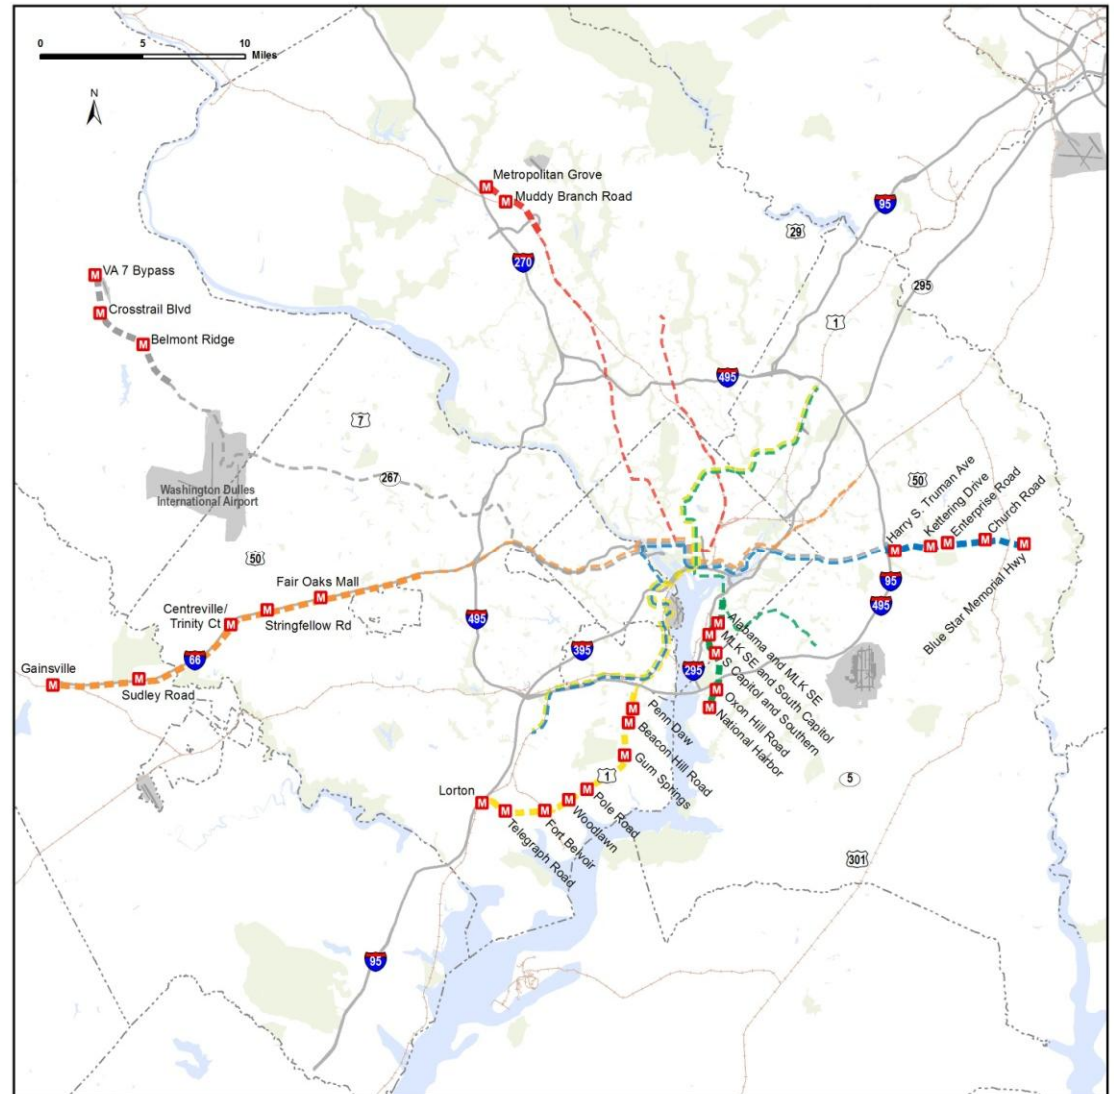 0 5 10
Miles
N
Metropolitan Grove
M
M
Muddy Branch Road
95
29
270
M
VA 7 Bypass
295
M
Crosstrail Blvd
1
M
Belmont Ridge
495
7
Washington Dulles
International Airport
267
50
Harry S. Truman Ave
Kettering Drive
Enterprise Road
Church Road
M
M
M
M
M
Blue Star Memorial Hwy
50
95
495
Fair Oaks Mall
M
Centreville/
Trinity Ct
M
M
Stringfellow Rd
495
395
66
Gainsville
M
M
Sudley Road
295
M
M
M
M
M
Alabama and MLK SE
MLK SE and South Capitol
S Capitol and Southern
Oxon Hill Road
National Harbor
M
Penn Daw
M
Beacon Hill Road
M
Gum Springs
1
5
Lorton
M
M
M
M
M
Pole Road
Woodlawn
Fort Belvoir
Telegraph Road
301
95